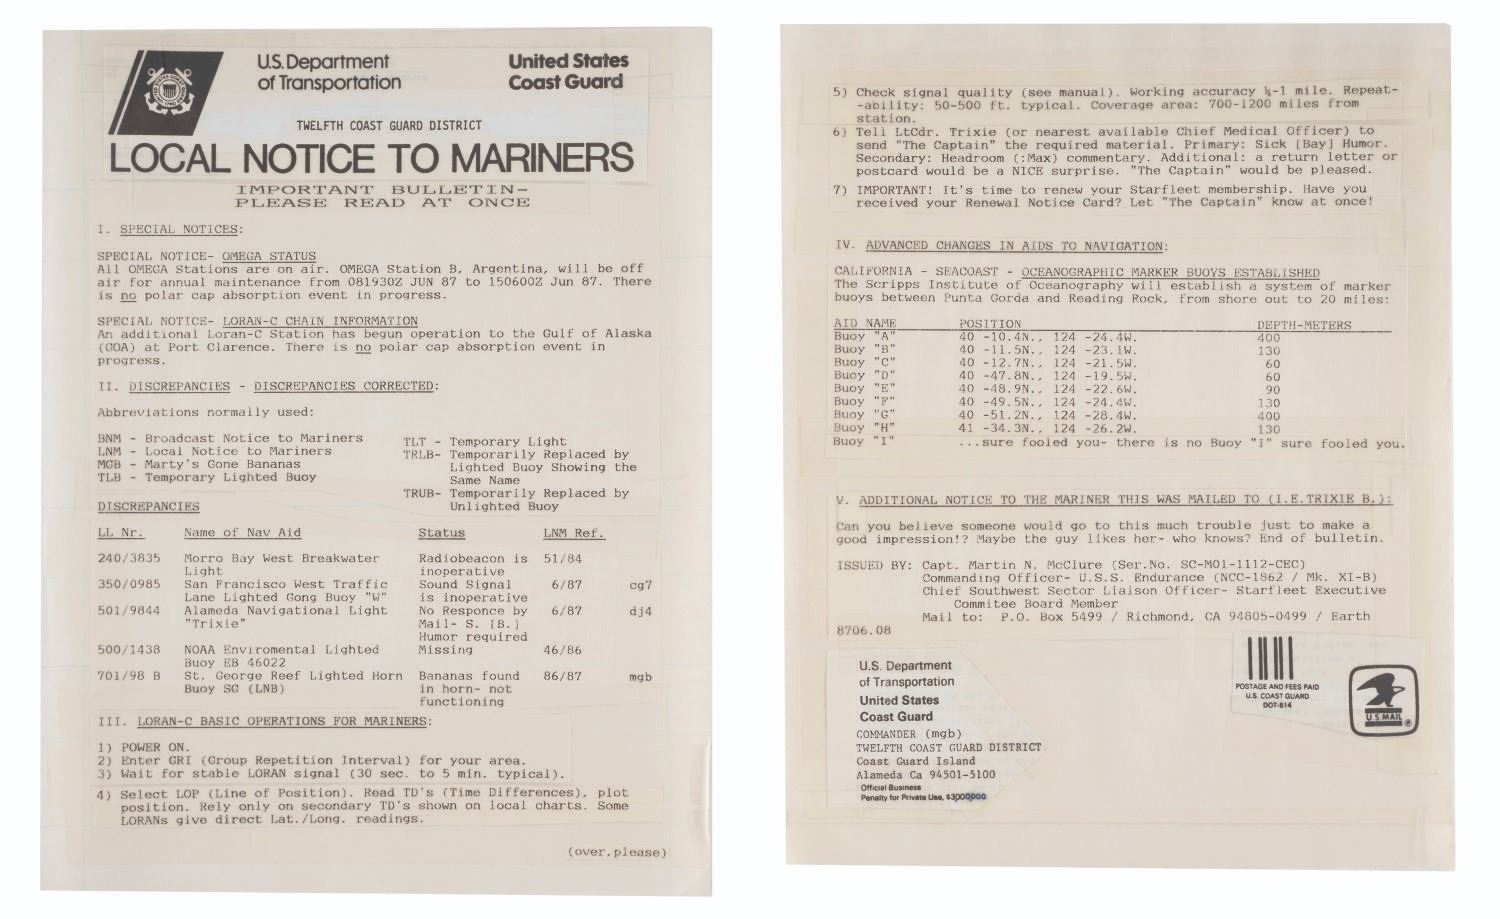 U.S. Department
of Transportation
United States
Coast Guard
TWELFTH COAST GUARD DISTRICT
LOCAL NOTICE TO MARINERS
IMPORTANT BULLETIN-
PLEASE READ AT ONCE
I. SPECIAL NOTICES:
SPECIAL NOTICE- OMEGA STATUS
All OMEGA Stations are on air. OMEGA Station B, Argentina, will be off
air for annual maintenance from 081930Z JUN 87 to 150600Z Jun 87. There
is no polar cap absorption event in progress.
SPECIAL NOTICE- LORAN-C CHAIN INFORMATION
An additional Loran-C Station has begun operation to the Gulf of Alaska
(GOA) at Port Clarence. There is no polar cap absorption event in
progress.
II. DISCREPANCIES - DISCREPANCIES CORRECTED:
Abbreviations normally used:
BNM - Broadcast Notice to Mariners
LNM - Local Notice to Mariners
MGB - Marty's Gone Bananas
TLB - Temporary Lighted Buoy
TLT - Temporary Light
TRLB- Temporarily Replaced by
Lighted Buoy Showing the
Same Name
TRUB- Temporarily Replaced by
Unlighted Buoy
DISCREPANCIES
LL Nr. Name of Nav Aid Status LNM Ref.
240/3835 Morro Bay West Breakwater Radiobeacon is 51/84
Light inoperative
350/0985 San Francisco West Traffic Sound Signal 6/87 cg7
Lane Lighted Gong Buoy "W" is inoperative
501/9844 Alameda Navigational Light No Responce by 6/87 dj4
"Trixie" Mail- S. [B.]
Humor required
500/1438 NOAA Enviromental Lighted Missing 46/86
Buoy EB 46022
701/98 B St. George Reef Lighted Horn Bananas found 86/87 mgb
Buoy SG (LNB) in horn- not
functioning
III. LORAN-C BASIC OPERATIONS FOR MARINERS:
1) POWER ON.
2) Enter GRI (Group Repetition Interval) for your area.
3) Wait for stable LORAN signal (30 sec. to 5 min. typical).
4) Select LOP (Line of Position). Read TD's (Time Differences), plot
position. Rely only on secondary TD's shown on local charts. Some
LORANs give direct Lat./Long. readings.
(over,please)
5) Check signal quality (see manual). Working accuracy ¼-1 mile. Repeat-
-ability: 50-500 ft. typical. Coverage area: 700-1200 miles from
station.
6) Tell LtCdr. Trixie (or nearest available Chief Medical Officer) to
send "The Captain" the required material. Primary: Sick [Bay] Humor.
Secondary: Headroom (:Max) commentary. Additional: a return letter or
postcard would be a NICE surprise. "The Captain" would be pleased.
7) IMPORTANT! It's time to renew your Starfleet membership. Have you
received your Renewal Notice Card? Let "The Captain" know at once!
IV. ADVANCED CHANGES IN AIDS TO NAVIGATION:
CALIFORNIA - SEACOAST - OCEANOGRAPHIC MARKER BUOYS ESTABLISHED
The Scripps Institute of Oceanography will establish a system of marker
buoys between Punta Gorda and Reading Rock, from shore out to 20 miles:
AID NAME POSITION DEPTH-METERS
Buoy "A" 40 -10.4N., 124 -24.4W. 400
Buoy "B" 40 -11.5N., 124 -23.1W. 130
Buoy "C" 40 -12.7N., 124 -21.5W. 60
Buoy "D" 40 -47.8N., 124 -19.5W. 60
Buoy "E" 40 -48.9N., 124 -22.6W. 90
Buoy "F" 40 -49.5N., 124 -24.4W. 130
Buoy "G" 40 -51.2N., 124 -28.4W. 400
Buoy "H" 41 -34.3N., 124 -26.2W. 130
Buoy "I" ...sure fooled you- there is no Buoy "I" sure fooled you.
V. ADDITIONAL NOTICE TO THE MARINER THIS WAS MAILED TO (I.E.TRIXIE B.):
Can you believe someone would go to this much trouble just to make a
good impression!? Maybe the guy likes her- who knows? End of bulletin.
ISSUED BY: Capt. Martin N. McClure (Ser.No. SC-M01-1112-CEC)
Commanding Officer- U.S.S. Endurance (NCC-1862 / Mk. XI-B)
Chief Southwest Sector Liaison Officer- Starfleet Executive
Commitee Board Member
Mail to: P.O. Box 5499 / Richmond, CA 94805-0499 / Earth
8706.08
U.S. Department
of Transportation
United States
Coast Guard
COMMANDER (mgb)
TWELFTH COAST GUARD DISTRICT
Coast Guard Island
Alameda Ca 94501-5100
Official Business
Penalty for Private Use, $3000000
POSTAGE AND FEES PAID
U.S. COAST GUARD
DOT-514
U.S.MAIL
®